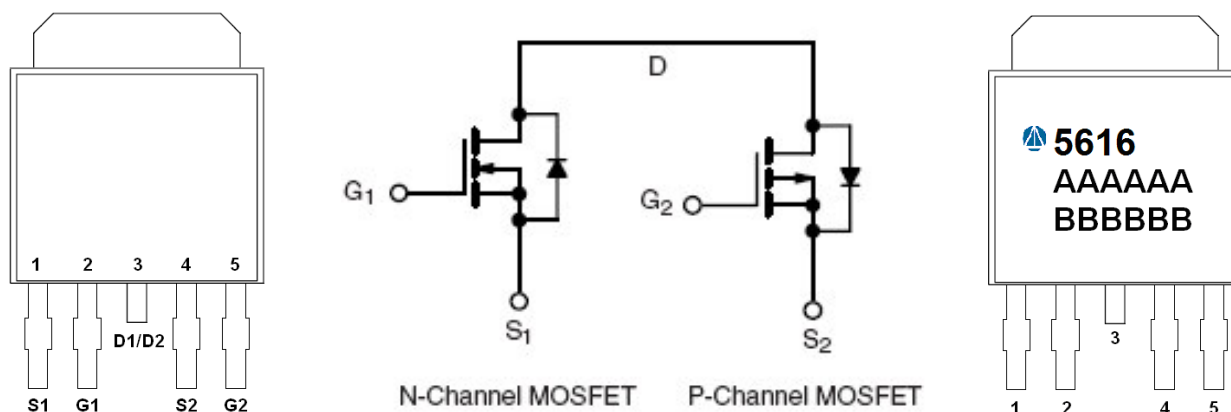 1 2 3 4 5
D1/D2
S1 G1 S2 G2
D
G1
G2
S1
S2
N-Channel MOSFET P-Channel MOSFET
5616
AAAAAA
BBBBBB
3
1 2 4 5